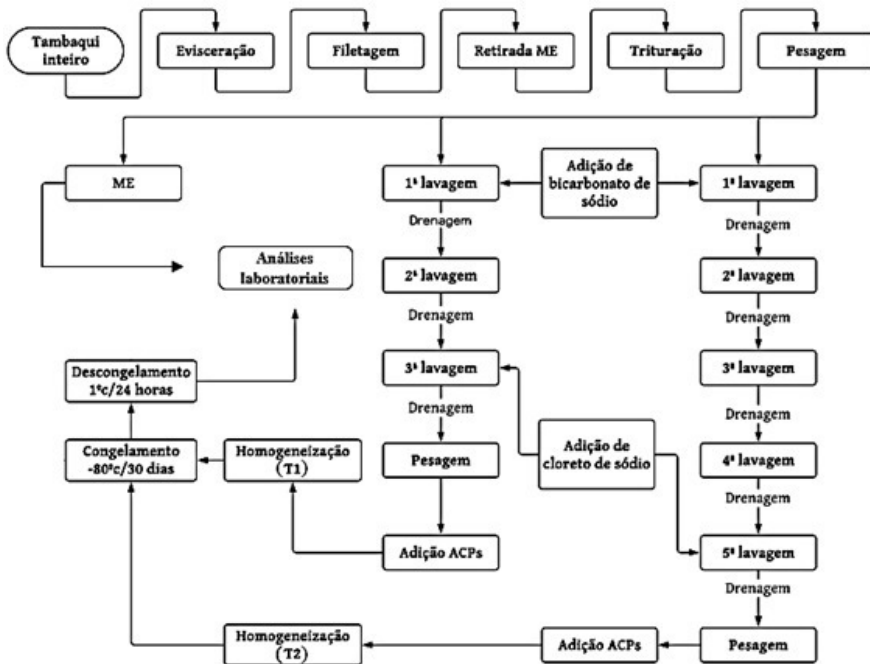 Tambaqui
inteiro
Evisceração
Filetagem
Retirada ME
Trituração
Pesagem
ME
1ª lavagem
Adição de
bicarbonato de
sódio
1ª lavagem
Drenagem
Drenagem
Análises
laboratoriais
2ª lavagem
2ª lavagem
Drenagem
Drenagem
Descongelamento
1ºc/24 horas
3ª lavagem
3ª lavagem
Drenagem
Drenagem
Congelamento
-80ºc/30 dias
Homogeneização
(T1)
Pesagem
Adição de
cloreto de sódio
4ª lavagem
Drenagem
Adição ACPs
5ª lavagem
Drenagem
Homogeneização
(T2)
Adição ACPs
Pesagem